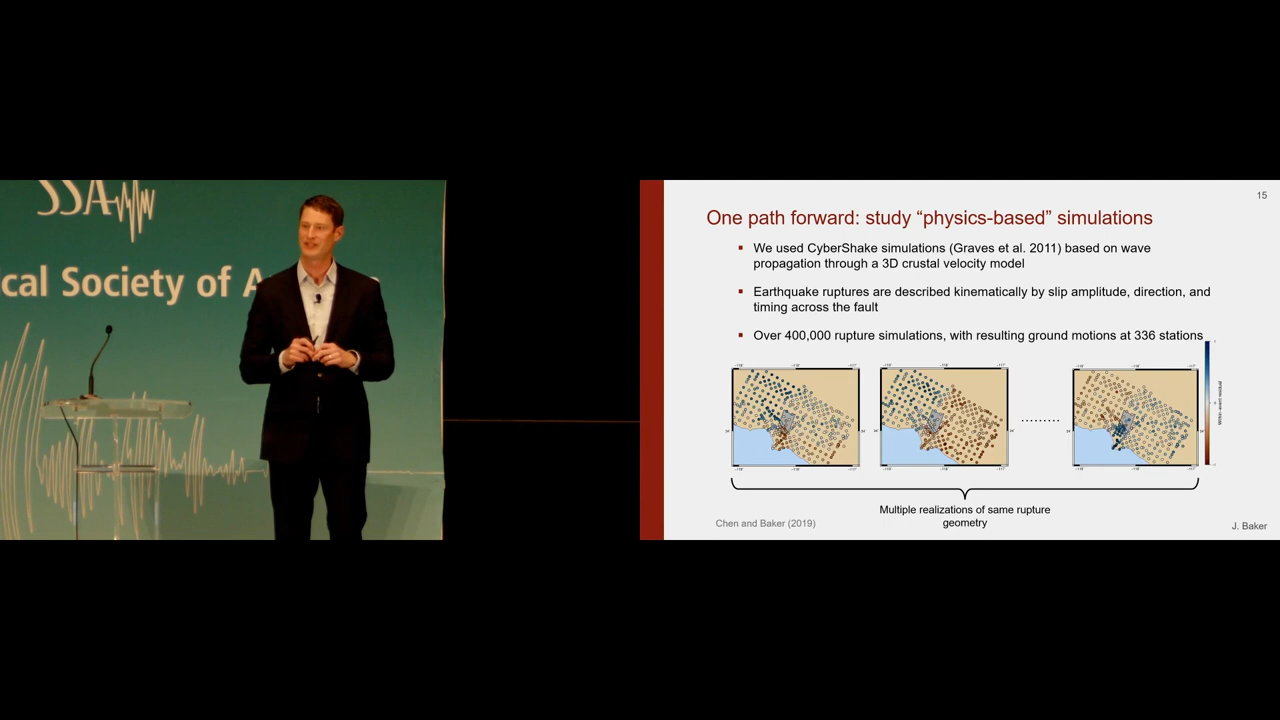 SSA
cal Society of A
15
One path forward: study “physics-based” simulations
▪ We used CyberShake simulations (Graves et al. 2011) based on wave
propagation through a 3D crustal velocity model
▪ Earthquake ruptures are described kinematically by slip amplitude, direction, and
timing across the fault
▪ Over 400,000 rupture simulations, with resulting ground motions at 336 stations
.........
Multiple realizations of same rupture
geometry
Chen and Baker (2019)
J. Baker